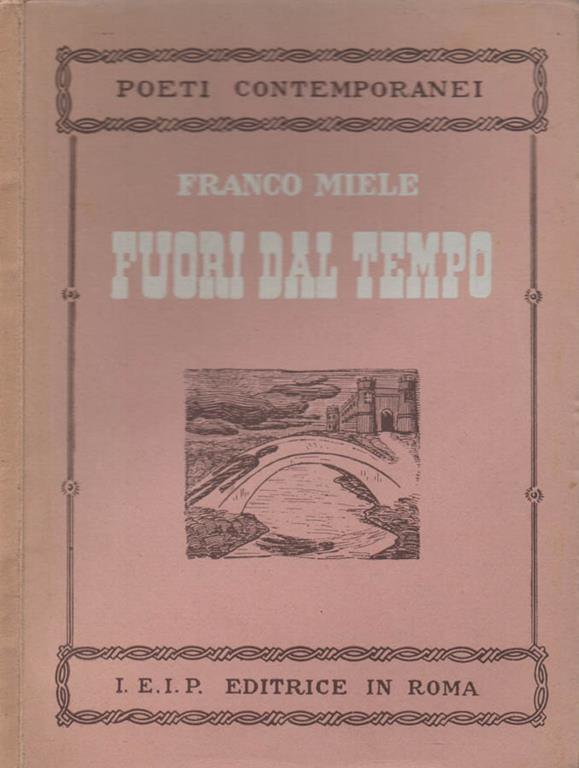 POETI CONTEMPORANEI
FRANCO MIELE
FUORI DAL TEMPO
I.E.I.P. EDITRICE IN ROMA